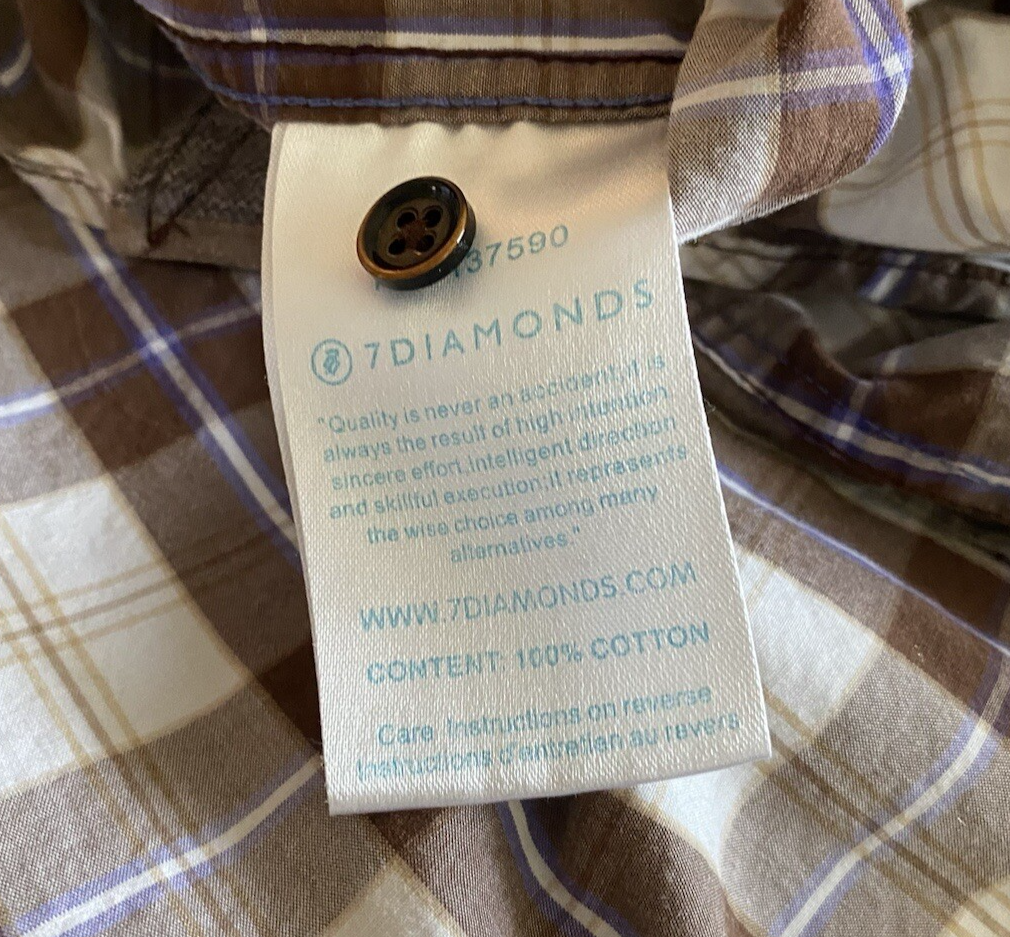 37590
7DIAMONDS
"Quality is never an accident; it is
always the result of high intention,
sincere effort, intelligent direction
and skillful execution; it represents
the wise choice among many
alternatives."
WWW.7DIAMONDS.COM
CONTENT: 100% COTTON
Care Instructions on reverse
Instructions d'entretien au revers